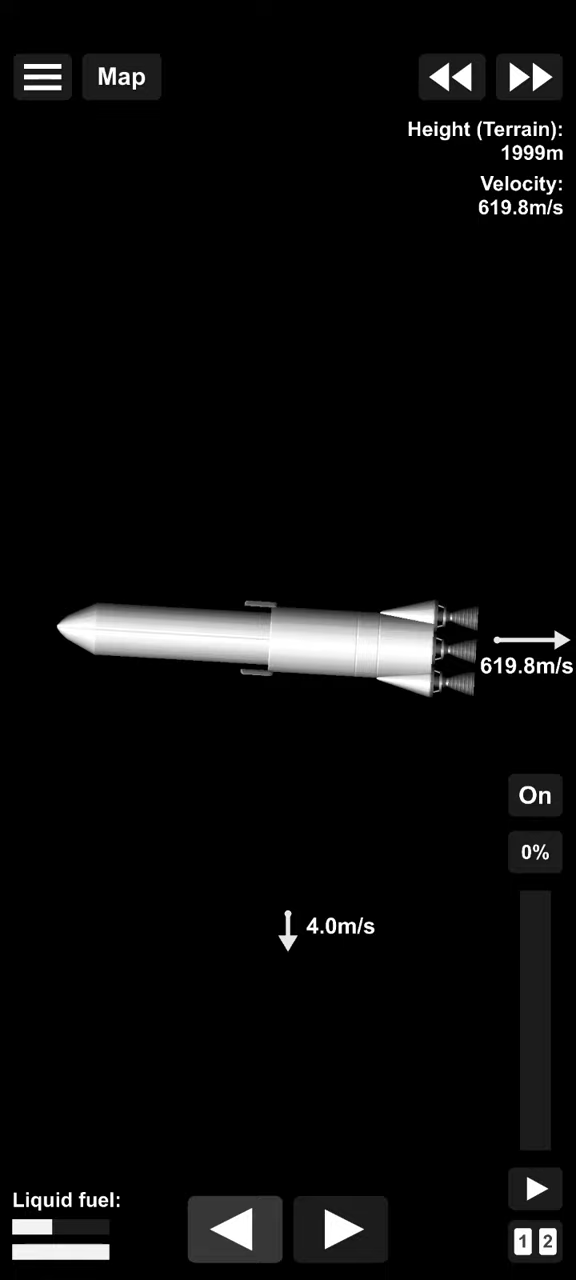 Map
Height (Terrain):
1999m
Velocity:
619.8m/s
619.8m/s
On
0%
4.0m/s
Liquid fuel:
1 2